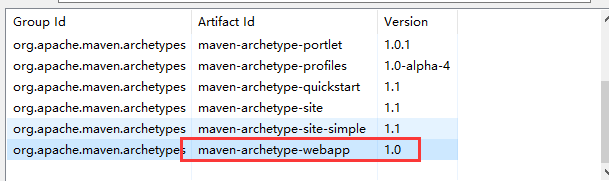 Group Id Artifact Id Version
org.apache.maven.archetypes maven-archetype-portlet 1.0.1
org.apache.maven.archetypes maven-archetype-profiles 1.0-alpha-4
org.apache.maven.archetypes maven-archetype-quickstart 1.1
org.apache.maven.archetypes maven-archetype-site 1.1
org.apache.maven.archetypes maven-archetype-site-simple 1.1
org.apache.maven.archetypes maven-archetype-webapp 1.0